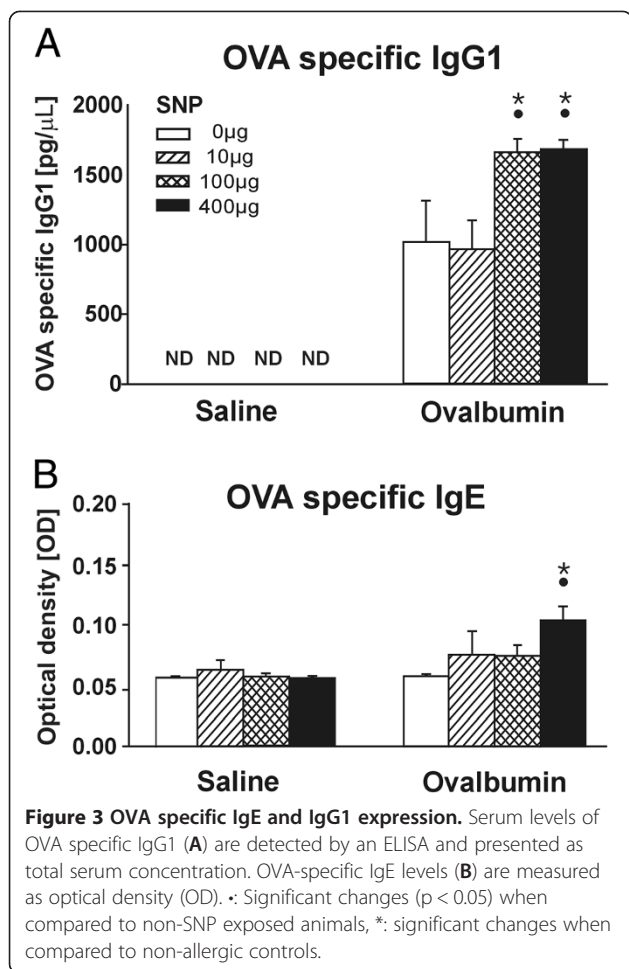 A
OVA specific IgG1
OVA specific IgG1 [pg/µL]
2000
1500
1000
500
0
SNP
0µg
10µg
100µg
400µg
* *
• •
ND ND ND ND
Saline Ovalbumin
B
OVA specific IgE
Optical density [OD]
0.20
0.15
0.10
0.05
0.00
*
•
Saline Ovalbumin
Figure 3 OVA specific IgE and IgG1 expression. Serum levels of
OVA specific IgG1 (A) are detected by an ELISA and presented as
total serum concentration. OVA-specific IgE levels (B) are measured
as optical density (OD). •: Significant changes (p < 0.05) when
compared to non-SNP exposed animals, *: significant changes when
compared to non-allergic controls.